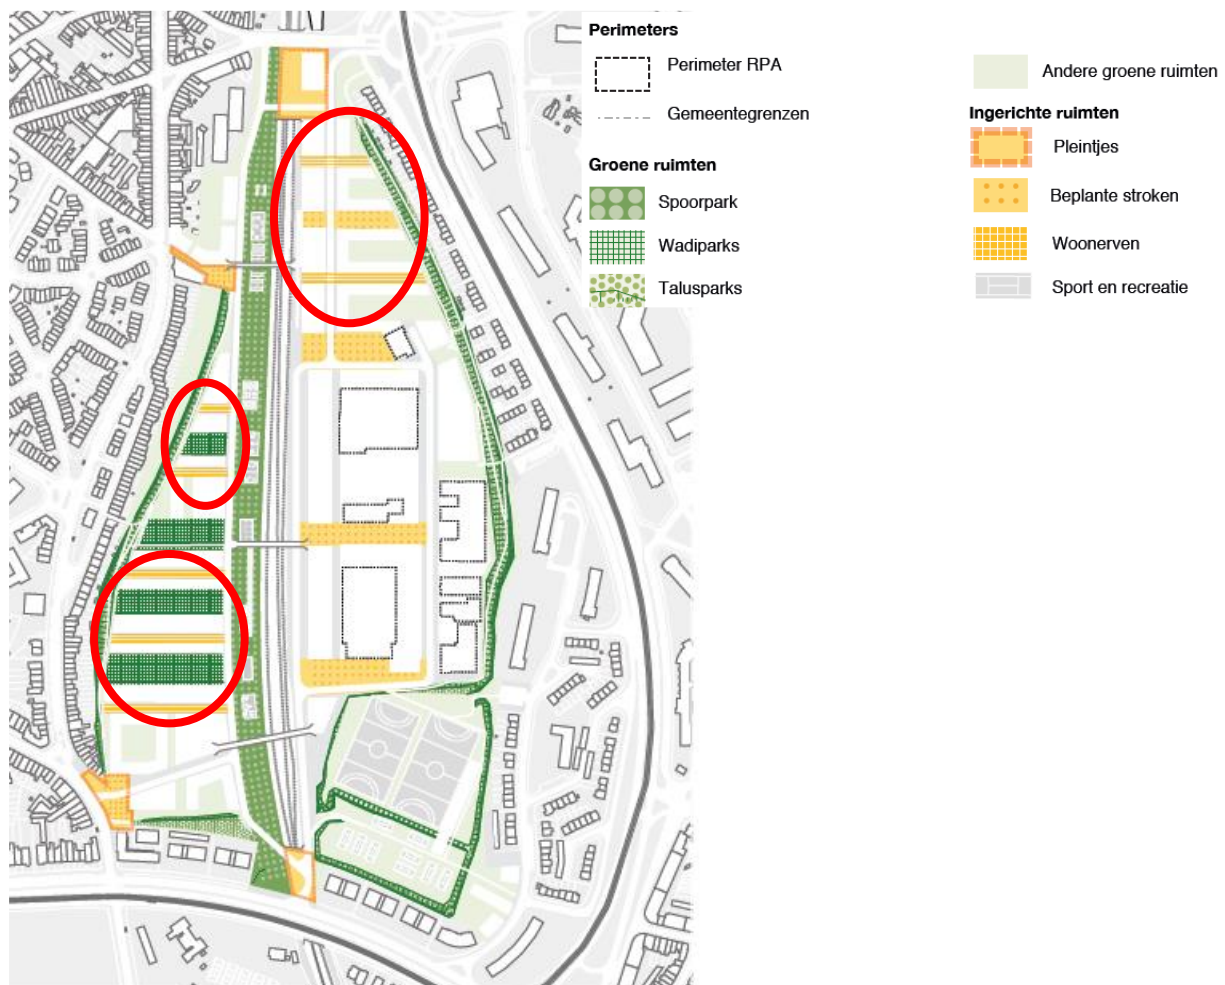 Perimeters
Perimeter RPA
Gemeentegrenzen
Groene ruimten
Spoorpark
Wadiparks
Talusparks
Andere groene ruimten
Ingerichte ruimten
Pleintjes
Beplante stroken
Woonerven
Sport en recreatie